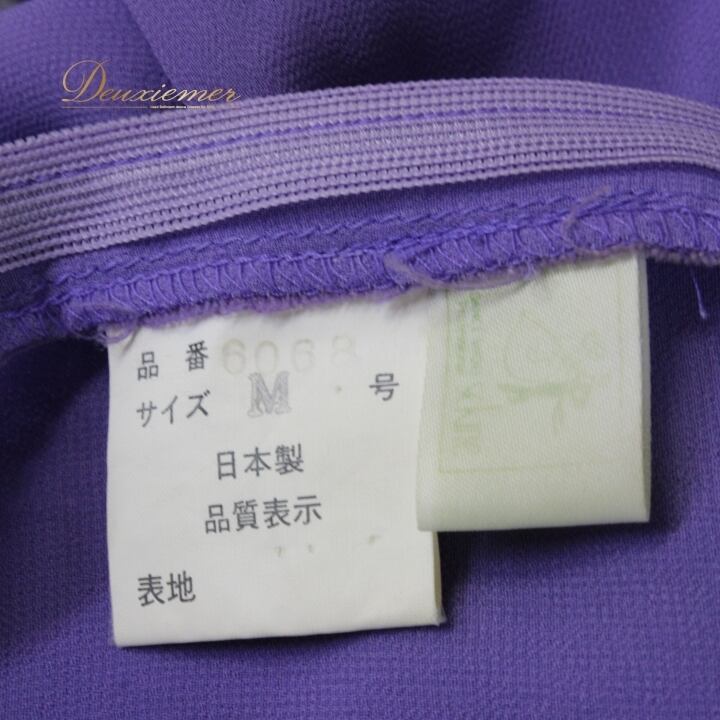 Deuxiemer
品番 6068
サイズ M 号
日本製
品質表示
表地